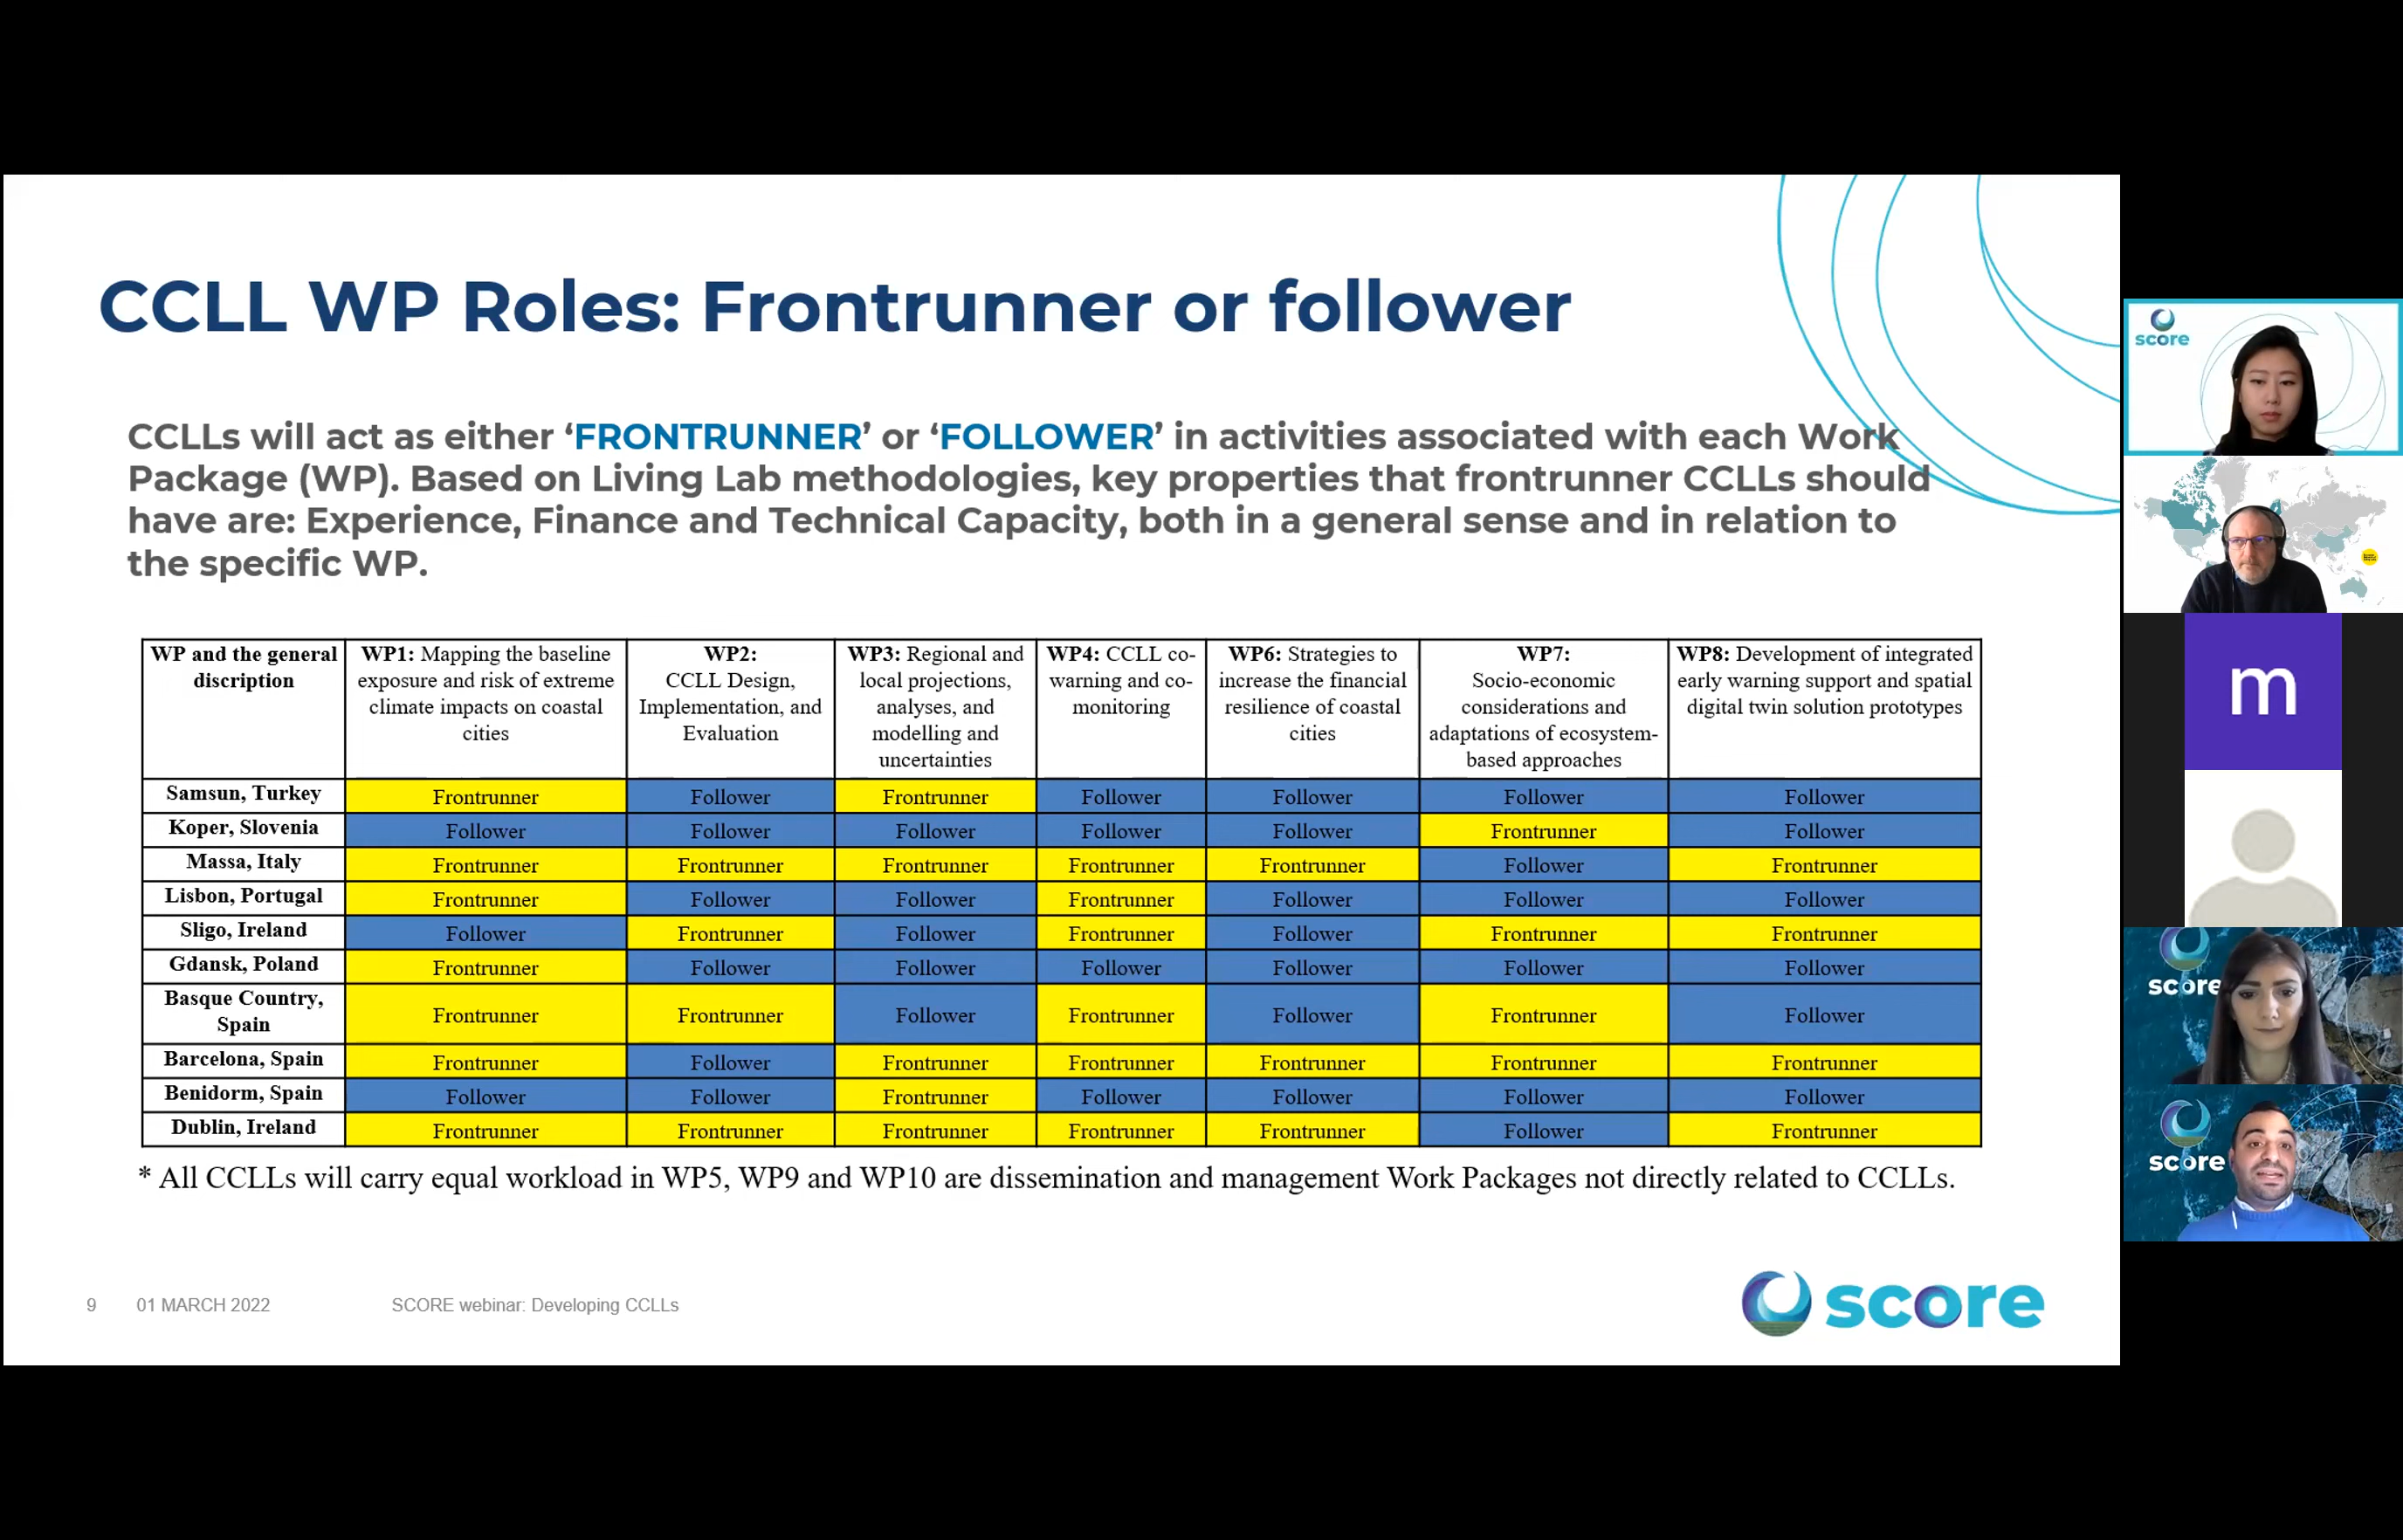 CCLL WP Roles: Frontrunner or follower
CCLLs will act as either ‘FRONTRUNNER’ or ‘FOLLOWER’ in activities associated with each Work
Package (WP). Based on Living Lab methodologies, key properties that frontrunner CCLLs should
have are: Experience, Finance and Technical Capacity, both in a general sense and in relation to
the specific WP.
WP and the general
discription
WP1: Mapping the baseline
exposure and risk of extreme
climate impacts on coastal
cities
WP2:
CCLL Design,
Implementation, and
Evaluation
WP3: Regional and
local projections,
analyses, and
modelling and
uncertainties
WP4: CCLL co-
warning and co-
monitoring
WP6: Strategies to
increase the financial
resilience of coastal
cities
WP7:
Socio-economic
considerations and
adaptations of ecosystem-
based approaches
WP8: Development of integrated
early warning support and spatial
digital twin solution prototypes
Samsun, Turkey Frontrunner Follower Frontrunner Follower Follower Follower Follower
Koper, Slovenia Follower Follower Follower Follower Follower Frontrunner Follower
Massa, Italy Frontrunner Frontrunner Frontrunner Frontrunner Frontrunner Follower Frontrunner
Lisbon, Portugal Frontrunner Follower Follower Frontrunner Follower Follower Follower
Sligo, Ireland Follower Frontrunner Follower Frontrunner Follower Frontrunner Frontrunner
Gdansk, Poland Frontrunner Follower Follower Follower Follower Follower Follower
Basque Country,
Spain Frontrunner Frontrunner Follower Frontrunner Follower Frontrunner Follower
Barcelona, Spain Frontrunner Follower Frontrunner Frontrunner Frontrunner Frontrunner Frontrunner
Benidorm, Spain Follower Follower Frontrunner Follower Follower Follower Follower
Dublin, Ireland Frontrunner Frontrunner Frontrunner Frontrunner Frontrunner Follower Frontrunner
* All CCLLs will carry equal workload in WP5, WP9 and WP10 are dissemination and management Work Packages not directly related to CCLLs.
9 01 MARCH 2022 SCORE webinar: Developing CCLLs
score
score
m
score
score